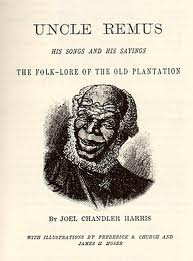 UNCLE REMUS
HIS SONGS AND HIS SAYINGS
THE FOLK-LORE OF THE OLD PLANTATION
BY JOEL CHANDLER HARRIS
WITH ILLUSTRATIONS BY FREDERICK S. CHURCH AND
JAMES H. MOSER